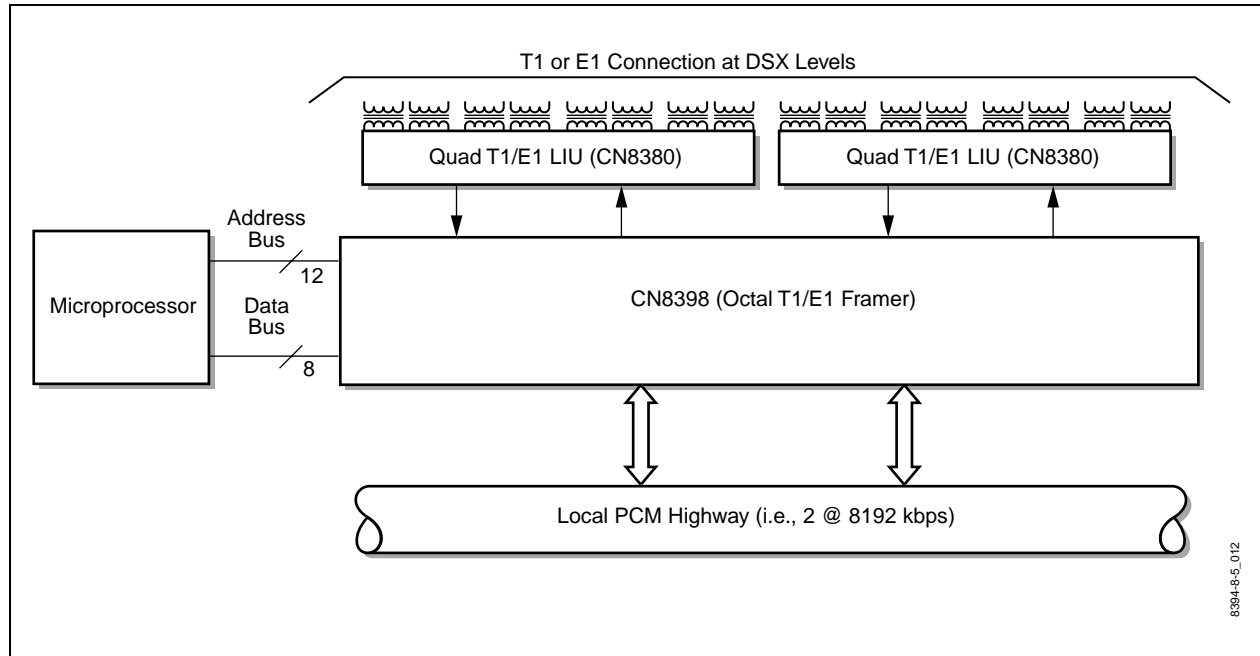 T1 or E1 Connection at DSX Levels
Quad T1/E1 LIU (CN8380)
Quad T1/E1 LIU (CN8380)
Address
Bus
12
Microprocessor
Data
Bus
8
CN8398 (Octal T1/E1 Framer)
Local PCM Highway (i.e., 2 @ 8192 kbps)
8394-8-5_012